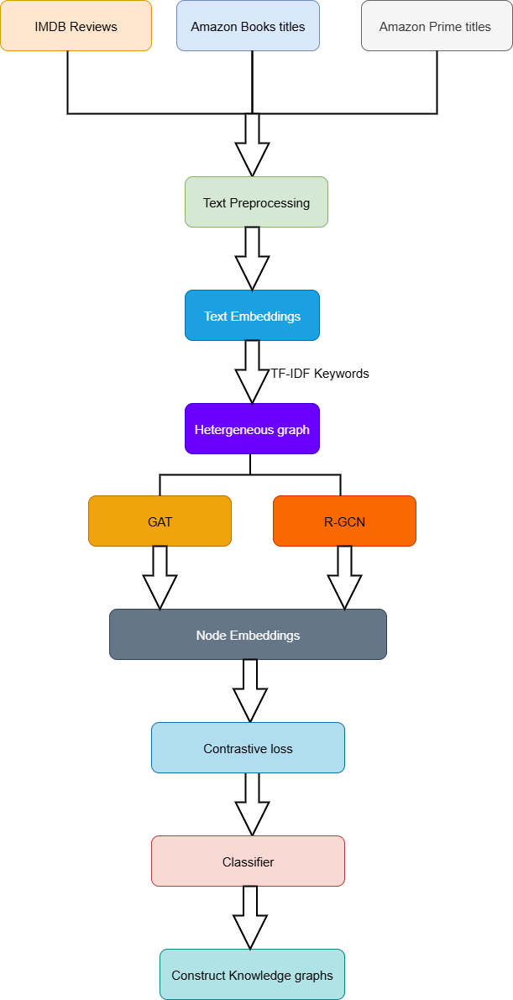 IMDB Reviews
Amazon Books titles
Amazon Prime titles
Text Preprocessing
Text Embeddings
TF-IDF Keywords
Hetergeneous graph
GAT
R-GCN
Node Embeddings
Contrastive loss
Classifier
Construct Knowledge graphs